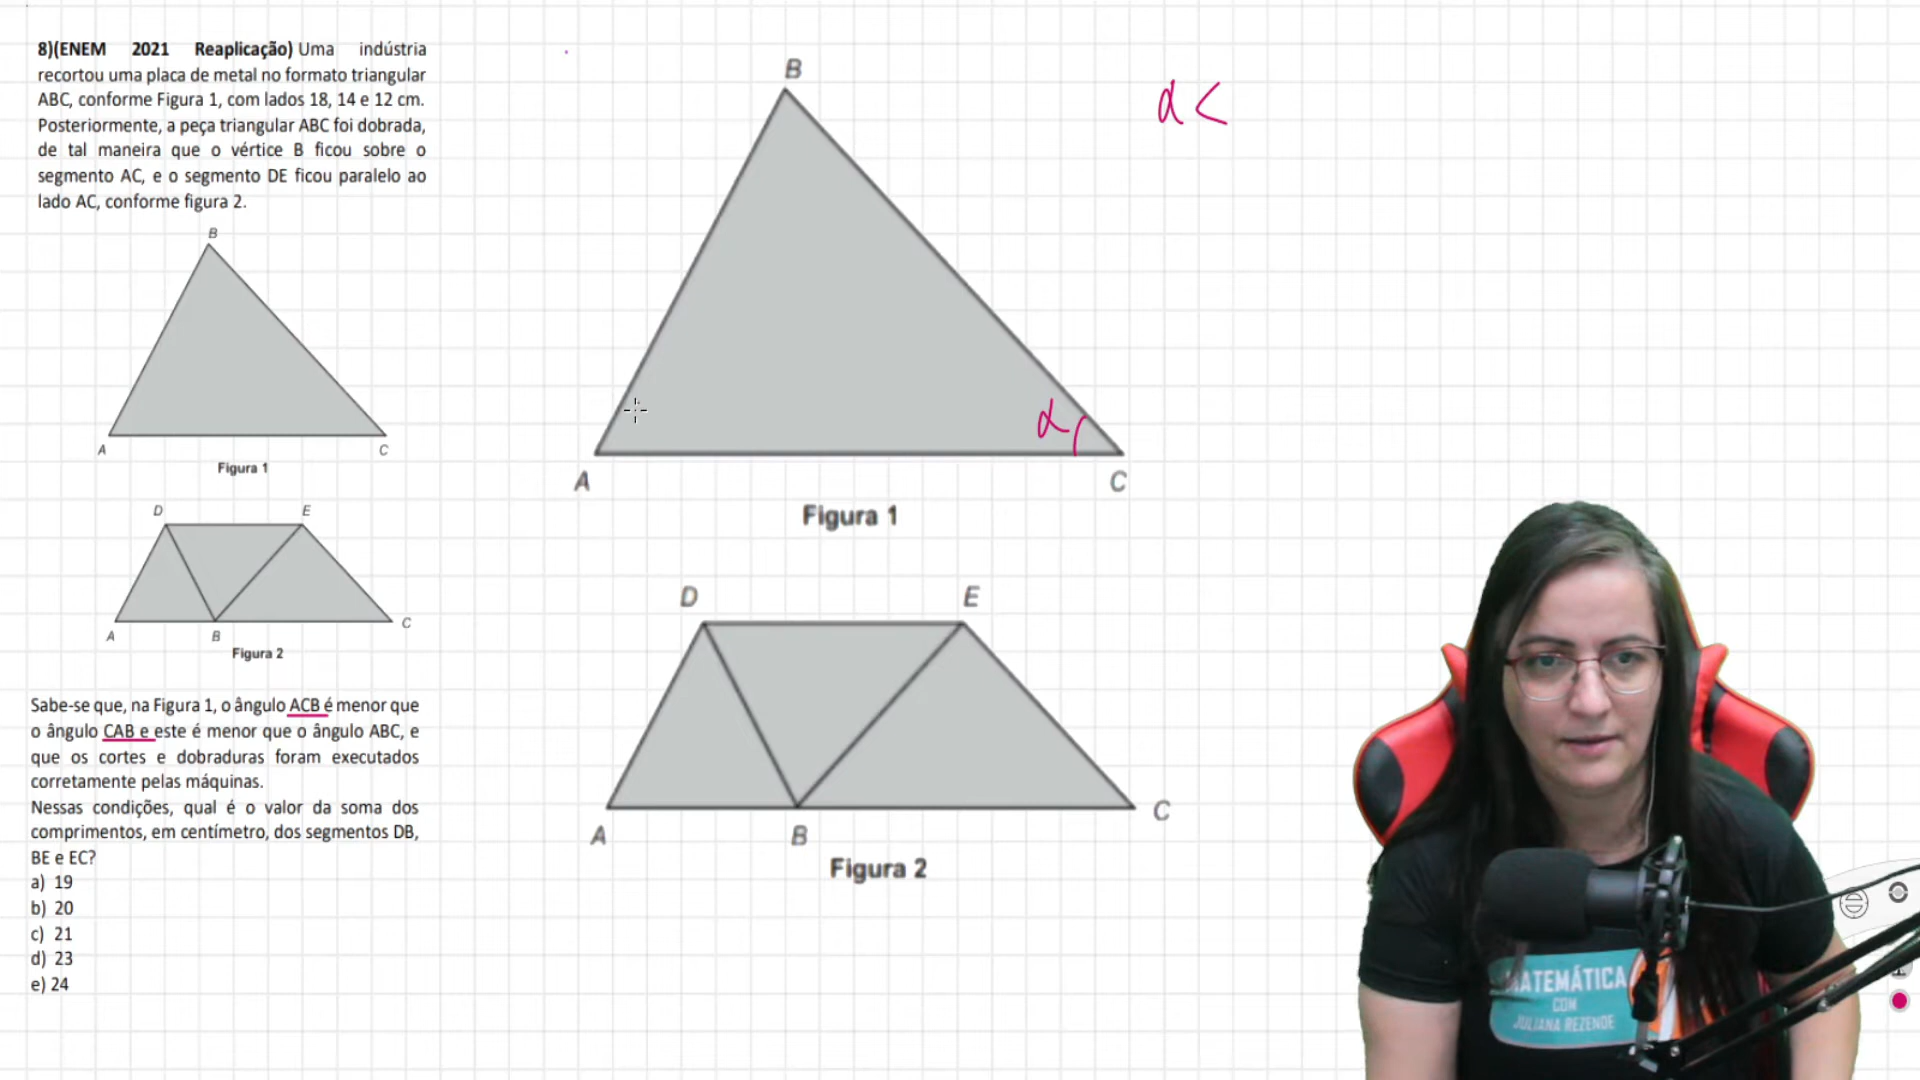 8)(ENEM 2021 Reaplicação) Uma indústria
recortou uma placa de metal no formato triangular
ABC, conforme Figura 1, com lados 18, 14 e 12 cm.
Posteriormente, a peça triangular ABC foi dobrada,
de tal maneira que o vértice B ficou sobre o
segmento AC, e o segmento DE ficou paralelo ao
lado AC, conforme figura 2.
B
A
C
Figura 1
D
E
A
B
C
Figura 2
Sabe-se que, na Figura 1, o ângulo ACB é menor que
o ângulo CAB e este é menor que o ângulo ABC, e
que os cortes e dobraduras foram executados
corretamente pelas máquinas.
Nessas condições, qual é o valor da soma dos
comprimentos, em centímetro, dos segmentos DB,
BE e EC?
a) 19
b) 20
c) 21
d) 23
e) 24
B
α <
α
A
C
Figura 1
D
E
A
B
C
Figura 2
MATEMÁTICA
COM
JULIANA REZENDE